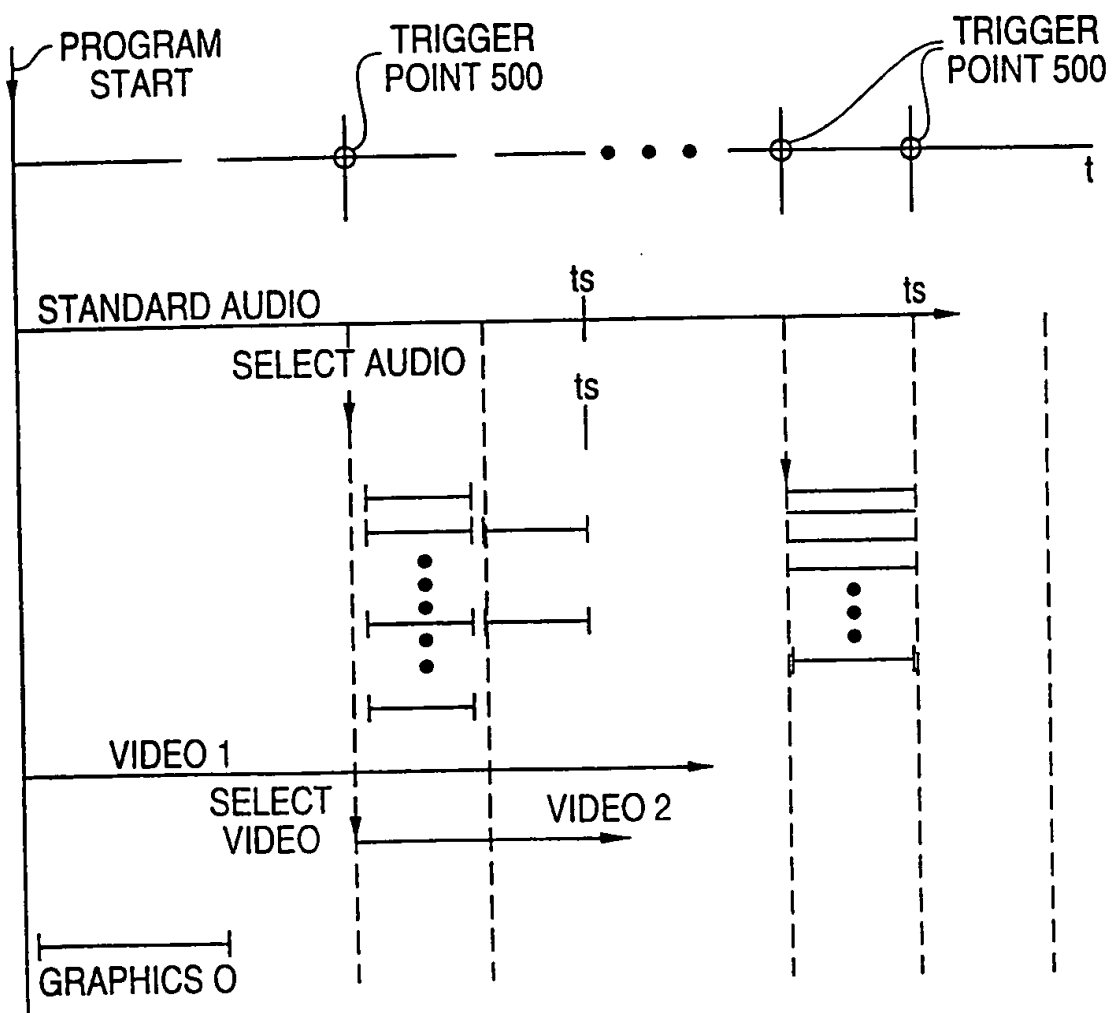 PROGRAM
START
TRIGGER
POINT 500
TRIGGER
POINT 500
t
STANDARD AUDIO
ts
ts
SELECT AUDIO
ts
VIDEO 1
SELECT
VIDEO
VIDEO 2
GRAPHICS O